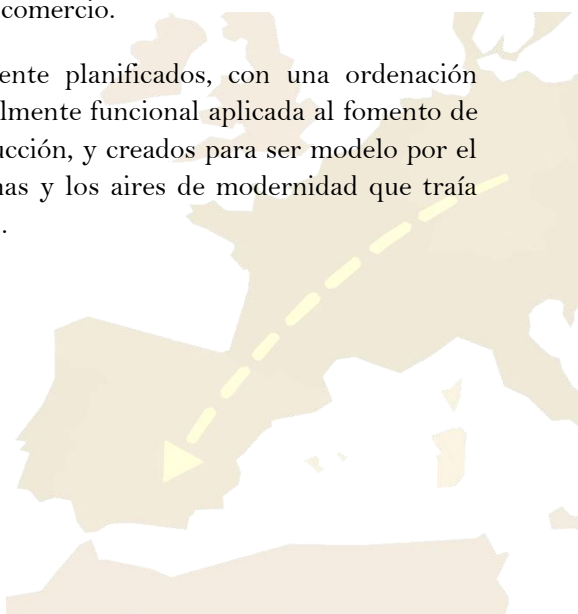 comercio.
ente planificados, con una ordenación
lmente funcional aplicada al fomento de
ucción, y creados para ser modelo por el
nas y los aires de modernidad que traía
.